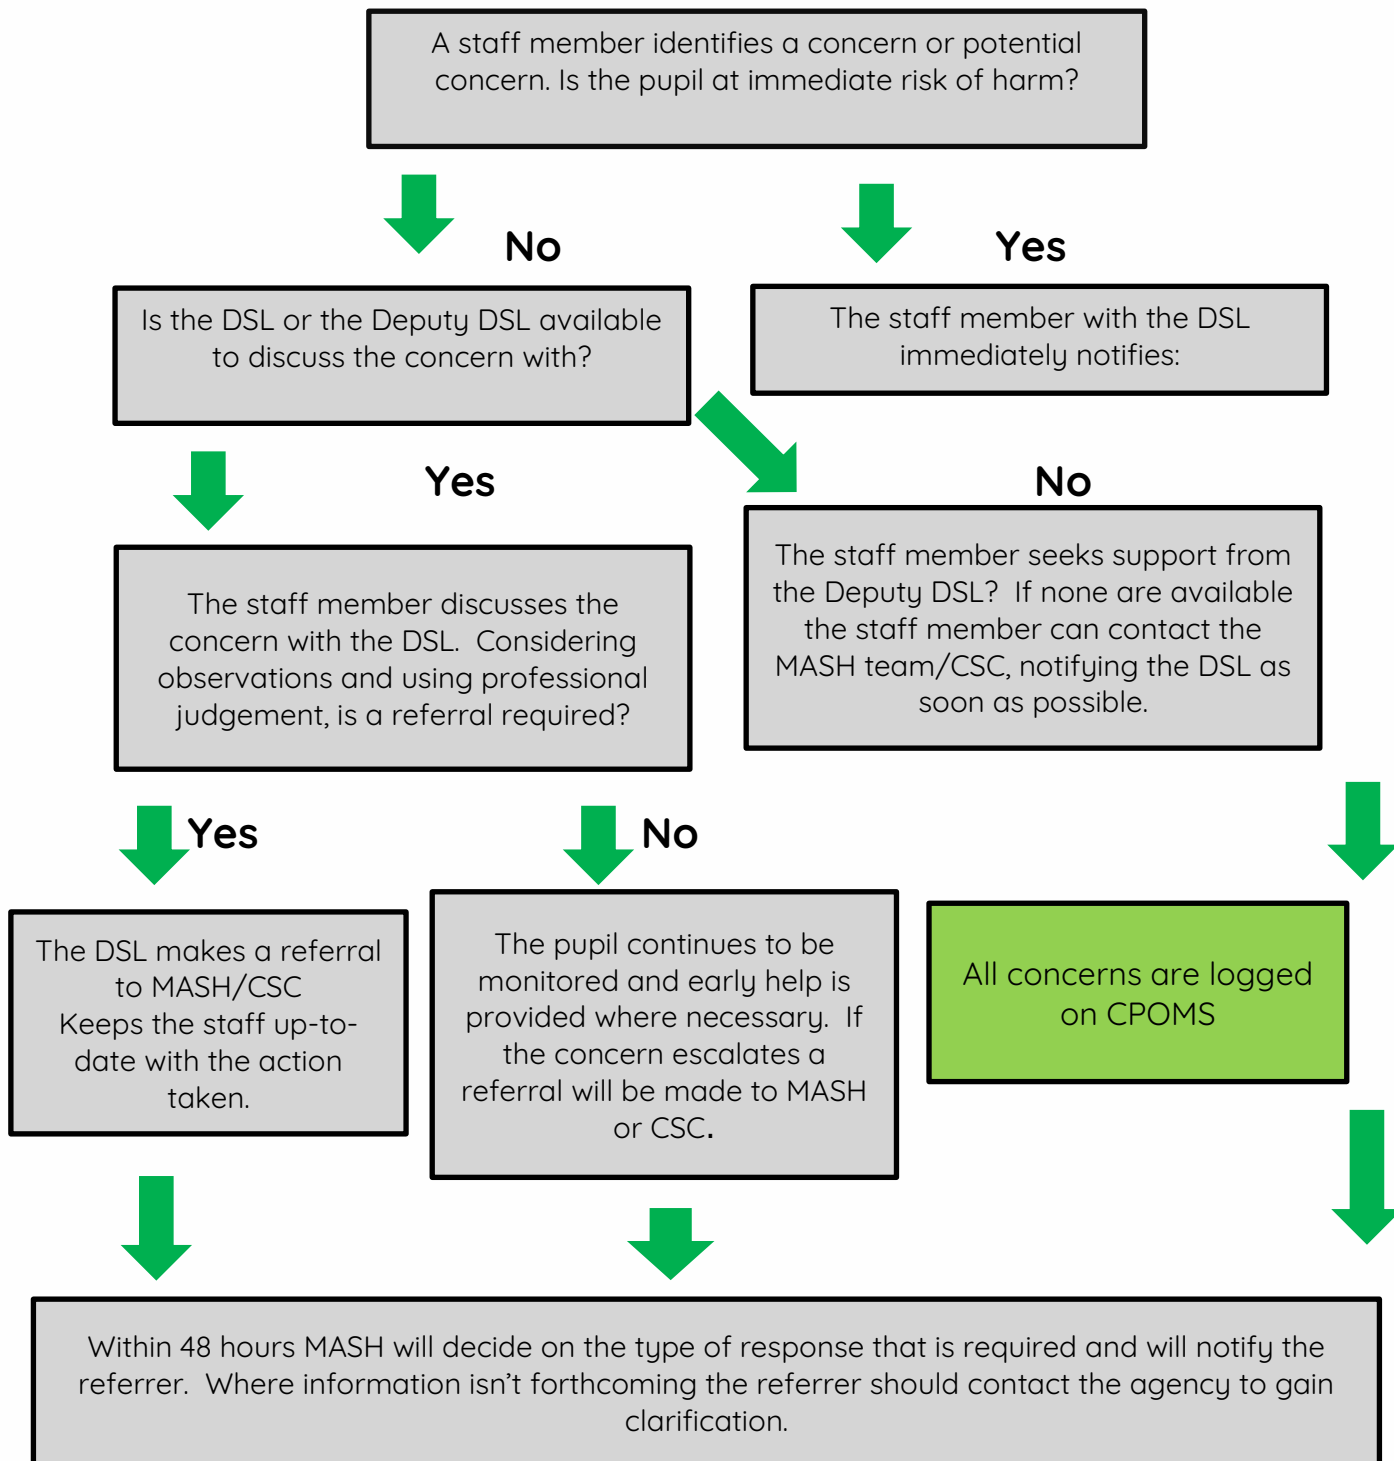 A staff member identifies a concern or potential
concern. Is the pupil at immediate risk of harm?
No
Yes
Is the DSL or the Deputy DSL available
to discuss the concern with?
The staff member with the DSL
immediately notifies:
Yes
No
The staff member discusses the
concern with the DSL.  Considering
observations and using professional
judgement, is a referral required?
The staff member seeks support from
the Deputy DSL?  If none are available
the staff member can contact the
MASH team/CSC, notifying the DSL as
soon as possible.
Yes
No
The DSL makes a referral
to MASH/CSC
Keeps the staff up-to-
date with the action
taken.
The pupil continues to be
monitored and early help is
provided where necessary.  If
the concern escalates a
referral will be made to MASH
or CSC.
All concerns are logged
on CPOMS
Within 48 hours MASH will decide on the type of response that is required and will notify the
referrer.  Where information isn’t forthcoming the referrer should contact the agency to gain
clarification.